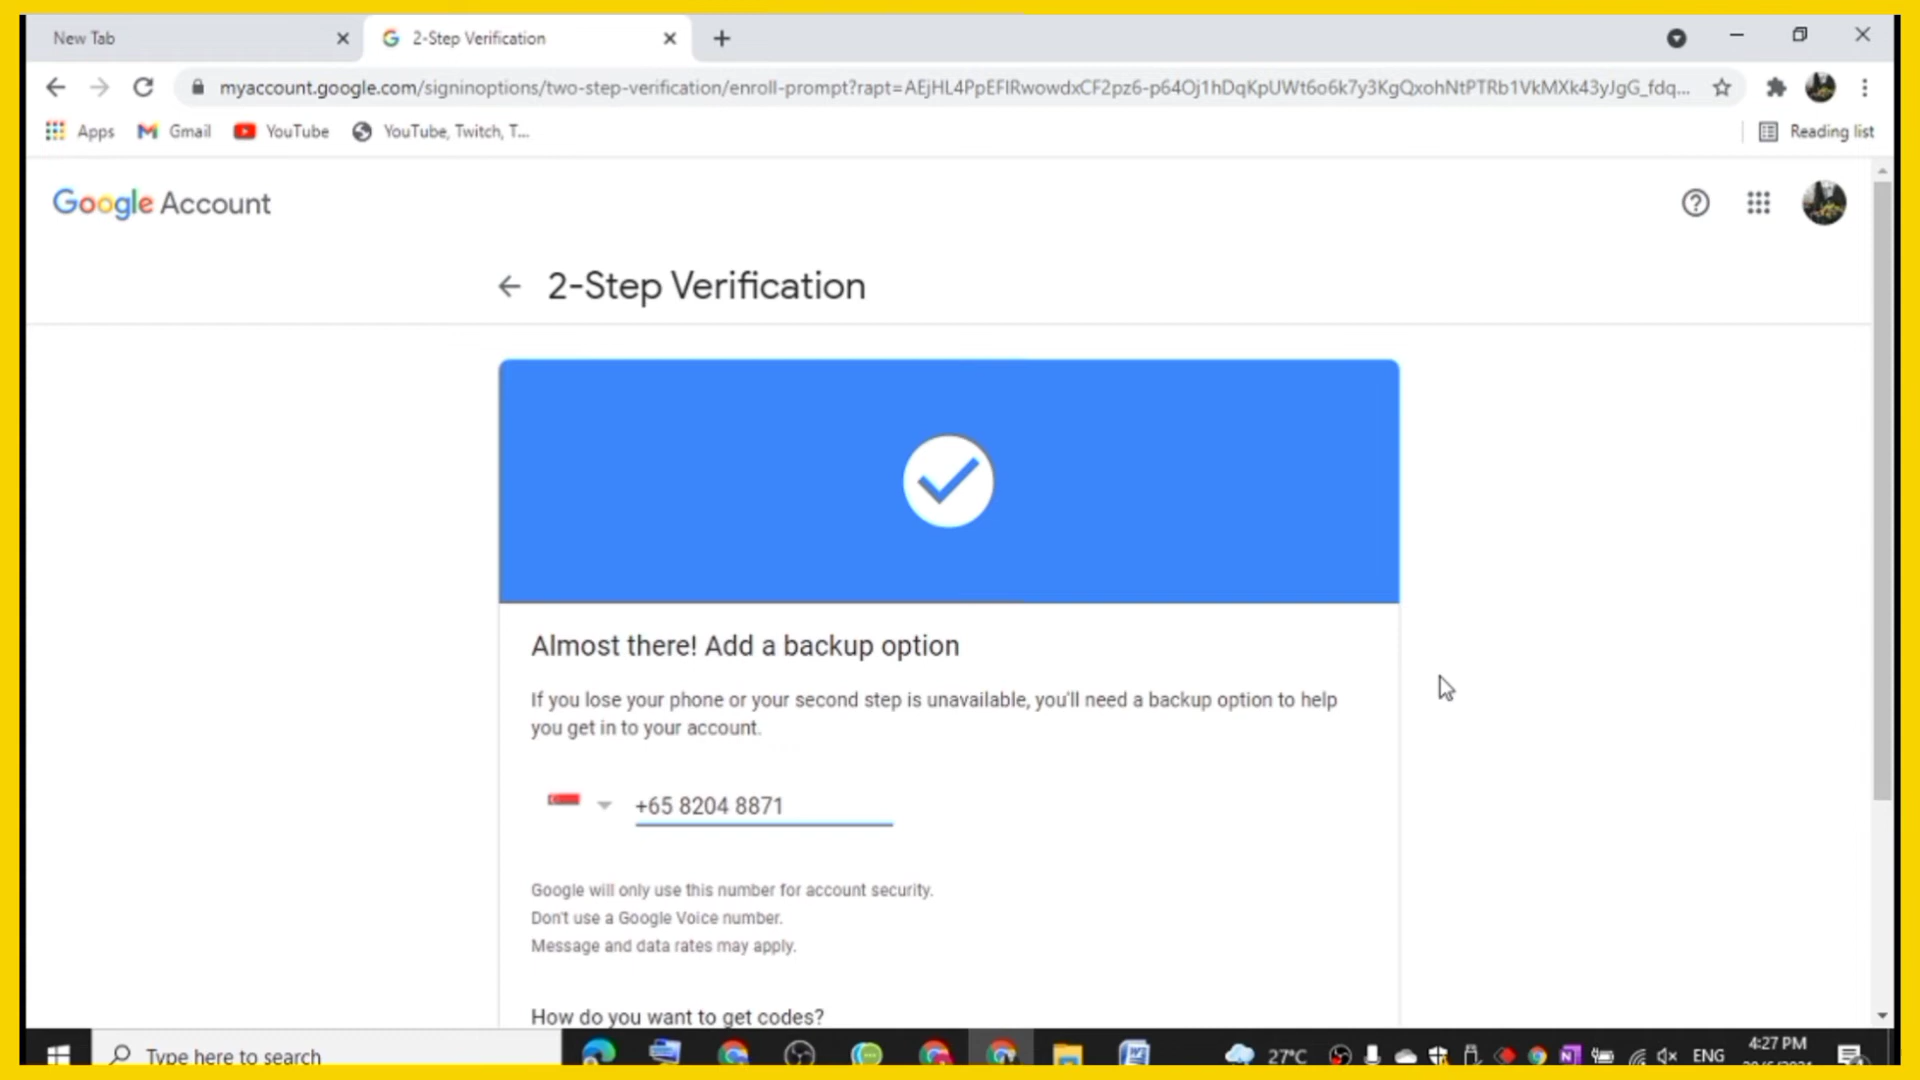 New Tab
2-Step Verification
myaccount.google.com/signinoptions/two-step-verification/enroll-prompt?rapt=AEjHL4PpEFIRwowdxCF2pz6-p64Oj1hDqKpUWt6o6k7y3KgQxohNtPTRb1VkMXk43yJgG_fdq...
Apps
Gmail
YouTube
YouTube, Twitch, T...
Reading list
Google Account
2-Step Verification
Almost there! Add a backup option
If you lose your phone or your second step is unavailable, you'll need a backup option to help
you get in to your account.
+65 8204 8871
Google will only use this number for account security.
Don't use a Google Voice number.
Message and data rates may apply.
How do you want to get codes?
Type here to search
27°C
ENG
4:27 PM